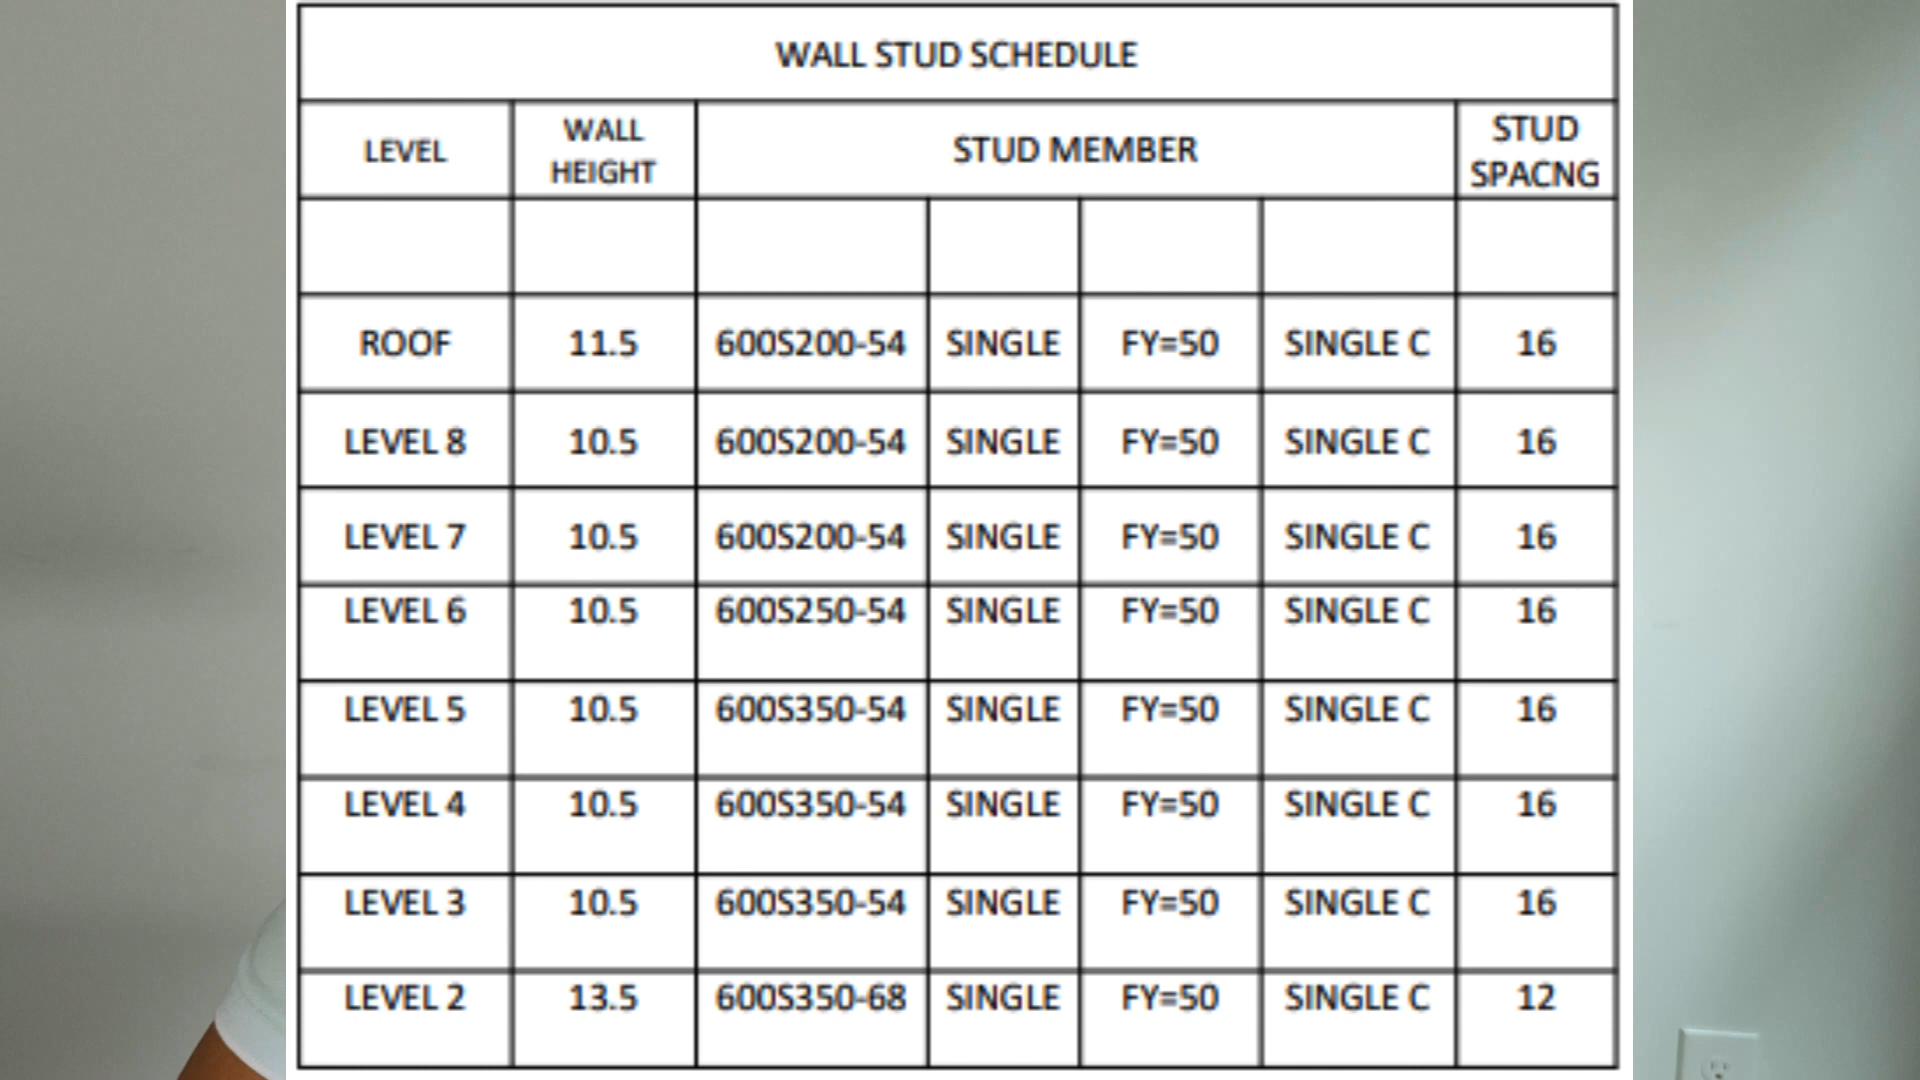 WALL STUD SCHEDULE
LEVEL WALL HEIGHT STUD MEMBER STUD SPACNG
ROOF 11.5 600S200-54 SINGLE FY=50 SINGLE C 16
LEVEL 8 10.5 600S200-54 SINGLE FY=50 SINGLE C 16
LEVEL 7 10.5 600S200-54 SINGLE FY=50 SINGLE C 16
LEVEL 6 10.5 600S250-54 SINGLE FY=50 SINGLE C 16
LEVEL 5 10.5 600S350-54 SINGLE FY=50 SINGLE C 16
LEVEL 4 10.5 600S350-54 SINGLE FY=50 SINGLE C 16
LEVEL 3 10.5 600S350-54 SINGLE FY=50 SINGLE C 16
LEVEL 2 13.5 600S350-68 SINGLE FY=50 SINGLE C 12